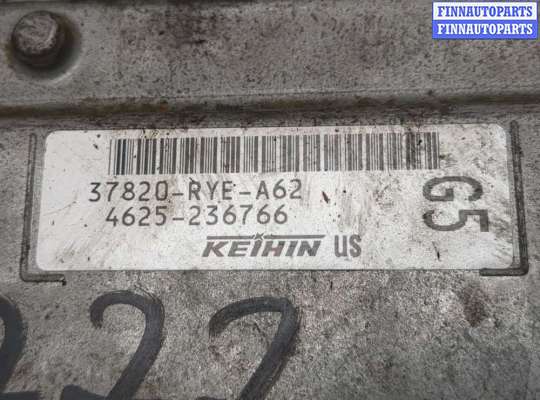 FINNAUTOPARTS
FINNAUTOPARTS
37820-RYE-A62
4625-236766
KEIHIN US
G5
222